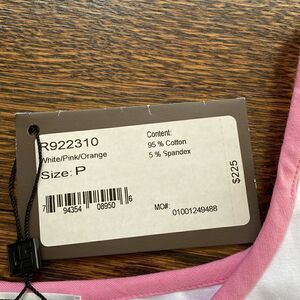 R922310
White/Pink/Orange
Size: P
Content:
95 % Cotton
5 % Spandex
7 94354 08950 6
MO#: 01001249488
$225